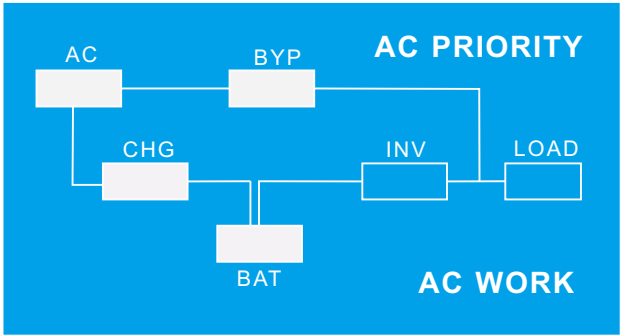 AC PRIORITY
AC
BYP
CHG
INV
LOAD
BAT
AC WORK